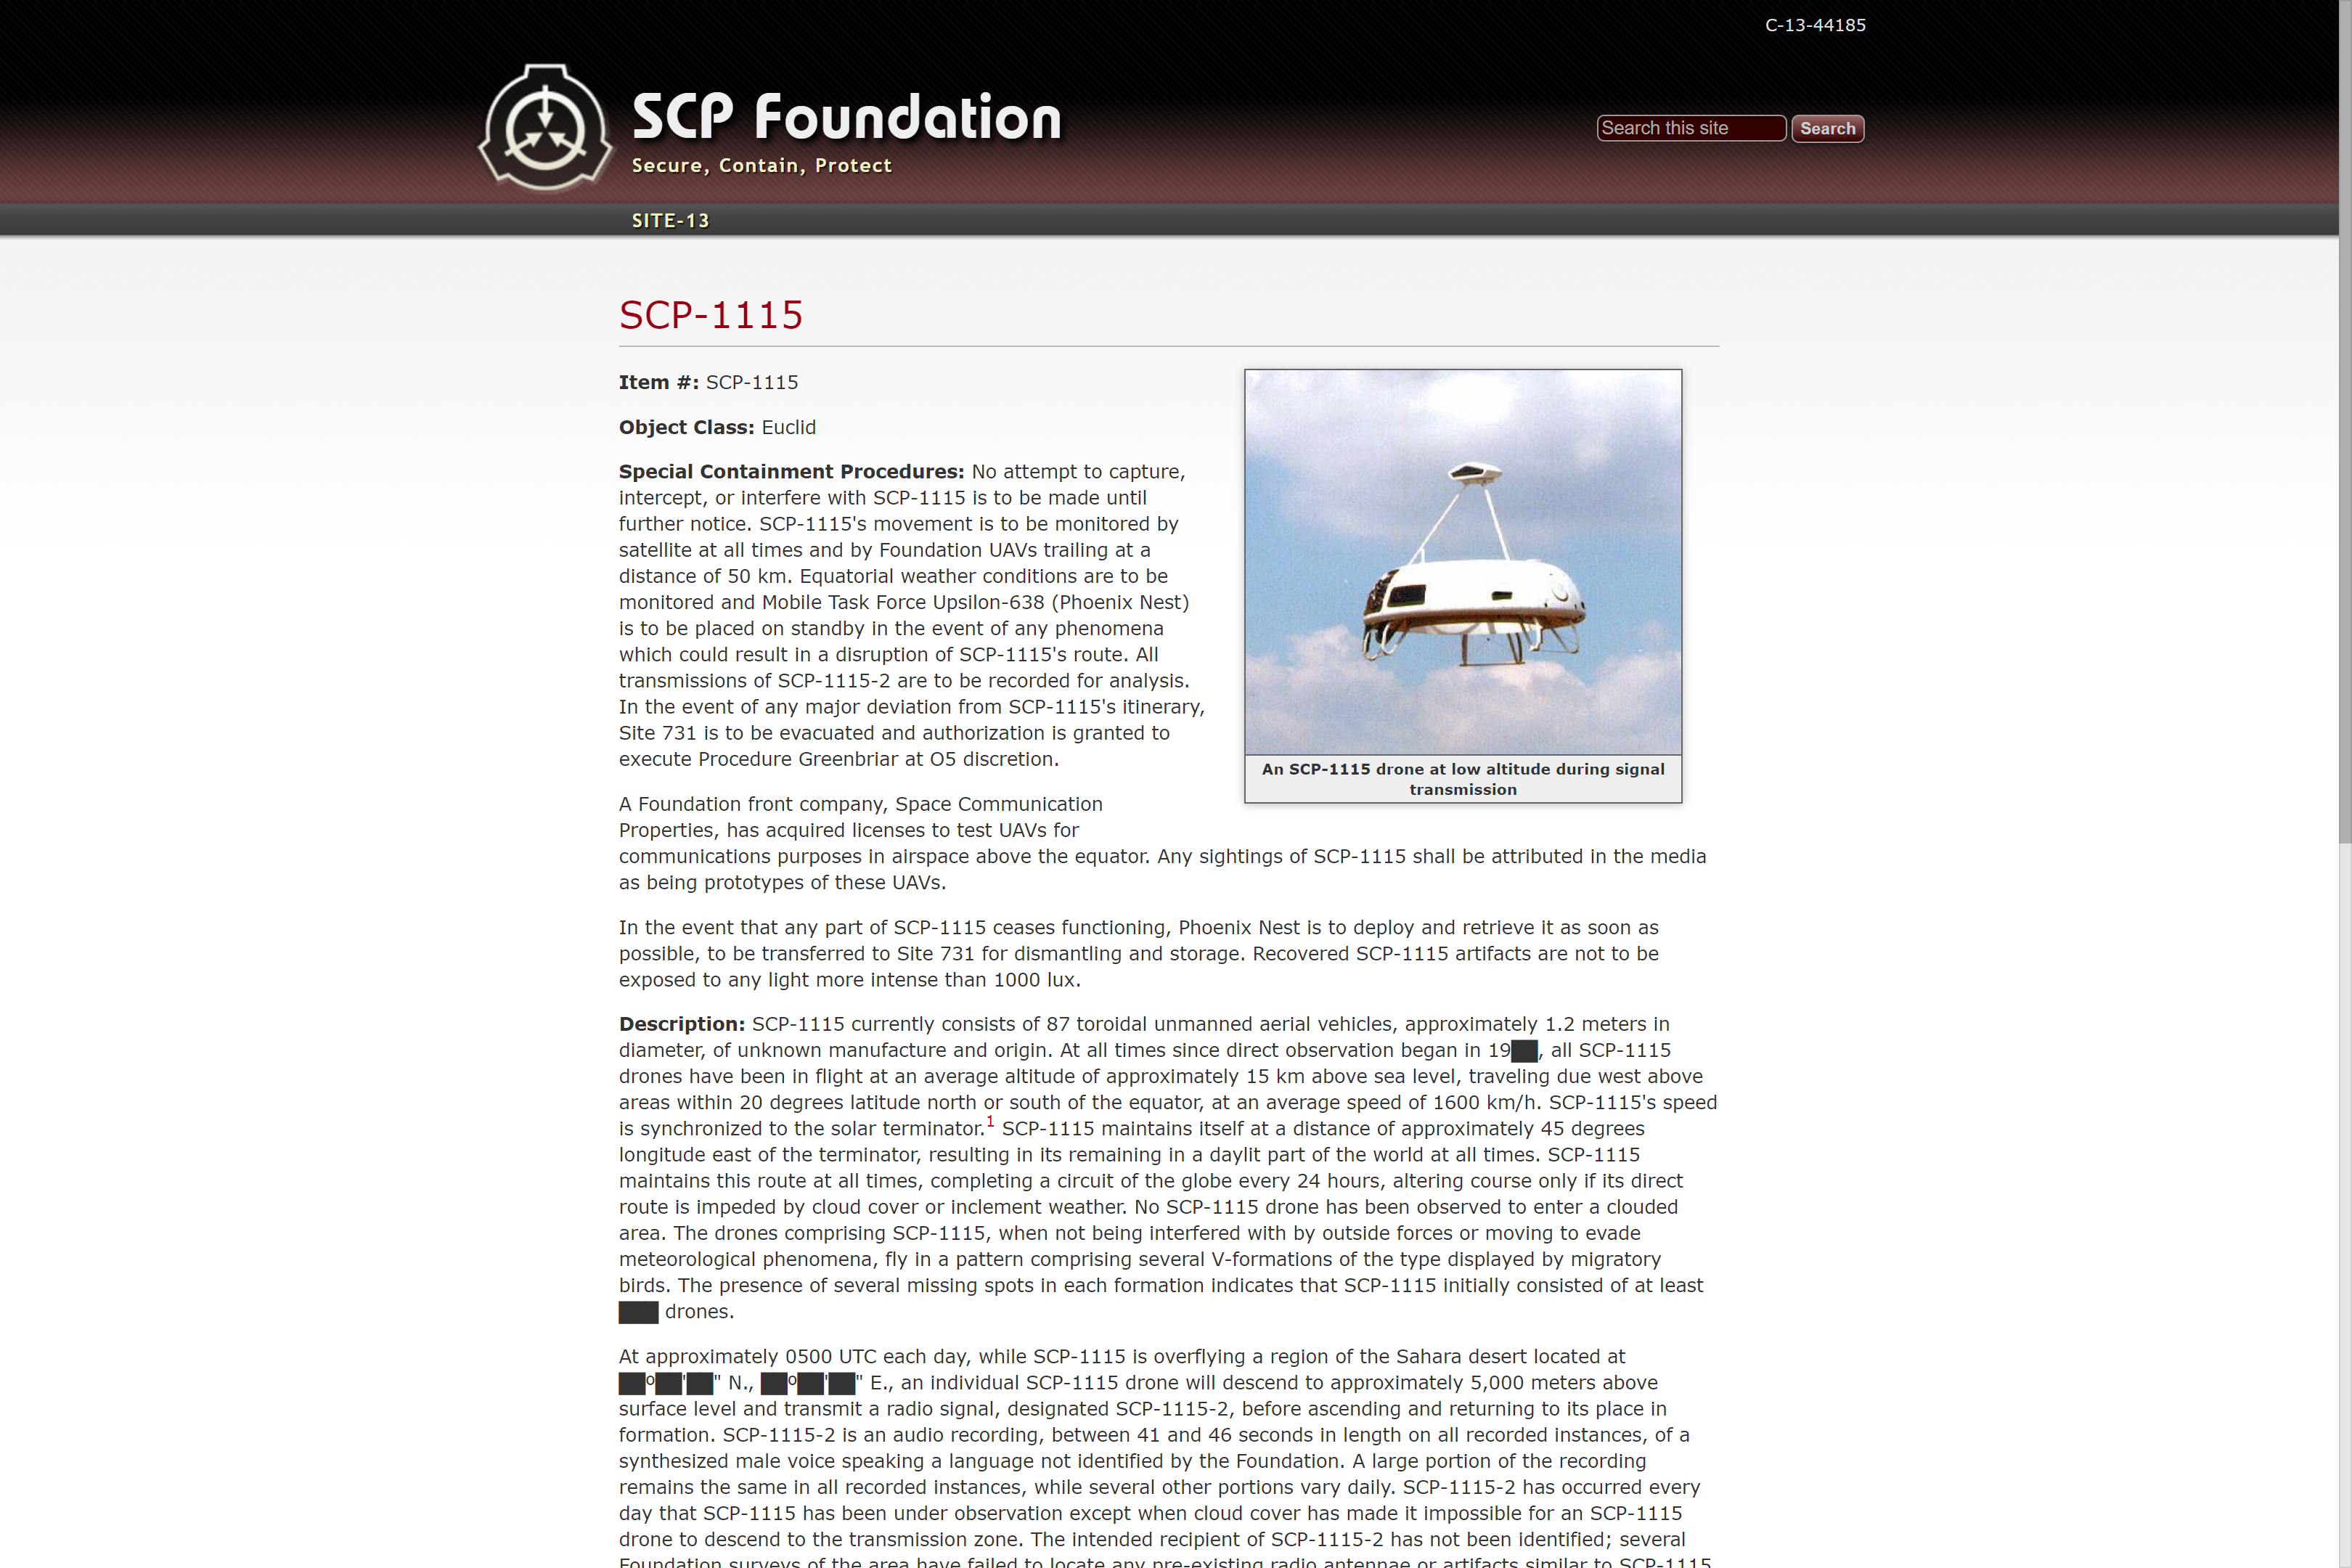 C-13-44185
SCP Foundation
Secure, Contain, Protect
Search this site
Search
SITE-13
SCP-1115
Item #: SCP-1115
Object Class: Euclid
Special Containment Procedures: No attempt to capture,
intercept, or interfere with SCP-1115 is to be made until
further notice. SCP-1115's movement is to be monitored by
satellite at all times and by Foundation UAVs trailing at a
distance of 50 km. Equatorial weather conditions are to be
monitored and Mobile Task Force Upsilon-638 (Phoenix Nest)
is to be placed on standby in the event of any phenomena
which could result in a disruption of SCP-1115's route. All
transmissions of SCP-1115-2 are to be recorded for analysis.
In the event of any major deviation from SCP-1115's itinerary,
Site 731 is to be evacuated and authorization is granted to
execute Procedure Greenbriar at O5 discretion.
An SCP-1115 drone at low altitude during signal
transmission
A Foundation front company, Space Communication
Properties, has acquired licenses to test UAVs for
communications purposes in airspace above the equator. Any sightings of SCP-1115 shall be attributed in the media
as being prototypes of these UAVs.
In the event that any part of SCP-1115 ceases functioning, Phoenix Nest is to deploy and retrieve it as soon as
possible, to be transferred to Site 731 for dismantling and storage. Recovered SCP-1115 artifacts are not to be
exposed to any light more intense than 1000 lux.
Description: SCP-1115 currently consists of 87 toroidal unmanned aerial vehicles, approximately 1.2 meters in
diameter, of unknown manufacture and origin. At all times since direct observation began in 19██, all SCP-1115
drones have been in flight at an average altitude of approximately 15 km above sea level, traveling due west above
areas within 20 degrees latitude north or south of the equator, at an average speed of 1600 km/h. SCP-1115's speed
is synchronized to the solar terminator.1 SCP-1115 maintains itself at a distance of approximately 45 degrees
longitude east of the terminator, resulting in its remaining in a daylit part of the world at all times. SCP-1115
maintains this route at all times, completing a circuit of the globe every 24 hours, altering course only if its direct
route is impeded by cloud cover or inclement weather. No SCP-1115 drone has been observed to enter a clouded
area. The drones comprising SCP-1115, when not being interfered with by outside forces or moving to evade
meteorological phenomena, fly in a pattern comprising several V-formations of the type displayed by migratory
birds. The presence of several missing spots in each formation indicates that SCP-1115 initially consisted of at least
███ drones.
At approximately 0500 UTC each day, while SCP-1115 is overflying a region of the Sahara desert located at
██º██'██" N., ██º██'██" E., an individual SCP-1115 drone will descend to approximately 5,000 meters above
surface level and transmit a radio signal, designated SCP-1115-2, before ascending and returning to its place in
formation. SCP-1115-2 is an audio recording, between 41 and 46 seconds in length on all recorded instances, of a
synthesized male voice speaking a language not identified by the Foundation. A large portion of the recording
remains the same in all recorded instances, while several other portions vary daily. SCP-1115-2 has occurred every
day that SCP-1115 has been under observation except when cloud cover has made it impossible for an SCP-1115
drone to descend to the transmission zone. The intended recipient of SCP-1115-2 has not been identified; several
Foundation surveys of the area have failed to locate any pre-existing radio antennae or artifacts similar to SCP-1115